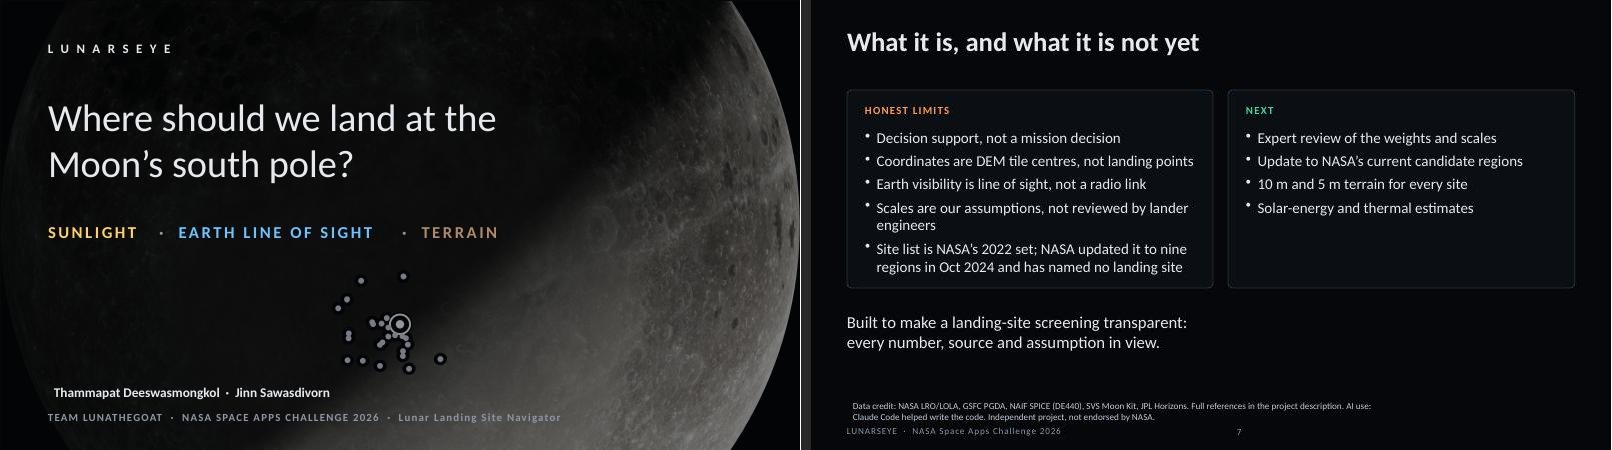 LUNARSEYE
Where should we land at the
Moon’s south pole?
SUNLIGHT · EARTH LINE OF SIGHT · TERRAIN
Thammapat Deeswasmongkol · Jinn Sawasdivorn
TEAM LUNATHEGOAT · NASA SPACE APPS CHALLENGE 2026 · Lunar Landing Site Navigator
What it is, and what it is not yet
HONEST LIMITS
• Decision support, not a mission decision
• Coordinates are DEM tile centres, not landing points
• Earth visibility is line of sight, not a radio link
• Scales are our assumptions, not reviewed by lander
engineers
• Site list is NASA’s 2022 set; NASA updated it to nine
regions in Oct 2024 and has named no landing site
NEXT
• Expert review of the weights and scales
• Update to NASA’s current candidate regions
• 10 m and 5 m terrain for every site
• Solar-energy and thermal estimates
Built to make a landing-site screening transparent:
every number, source and assumption in view.
Data credit: NASA LRO/LOLA, GSFC PGDA, NAIF SPICE (DE440), SVS Moon Kit, JPL Horizons. Full references in the project description. AI use:
Claude Code helped write the code. Independent project, not endorsed by NASA.
LUNARSEYE · NASA Space Apps Challenge 2026
7